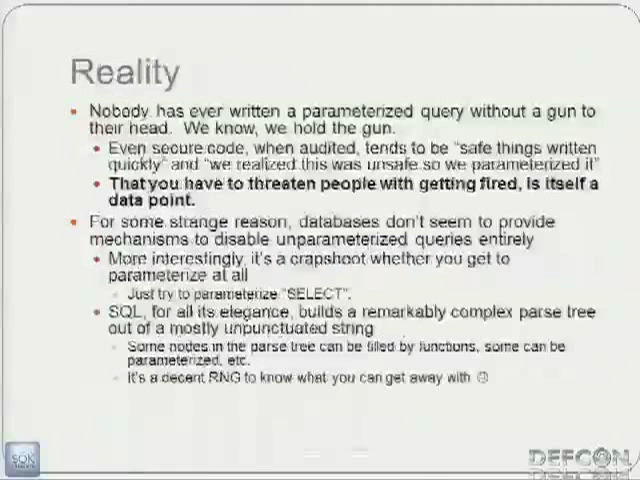 Reality
Nobody has ever written a parameterized query without a gun to
their head. We know, we hold the gun.
Even secure code, when audited, tends to be “safe things written
quickly” and “we realized this was unsafe so we parameterized it”
That you have to threaten people with getting fired, is itself a
data point.
For some strange reason, databases don’t seem to provide
mechanisms to disable unparameterized queries entirely
More interestingly, it’s a crapshoot whether you get to
parameterize at all
Just try to parameterize “SELECT”.
SQL, for all its elegance, builds a remarkably complex parse tree
out of a mostly unpunctuated string
Some nodes in the parse tree can be filled by functions, some can be
parameterized, etc.
It’s a decent RNG to know what you can get away with ☹
DEFCON